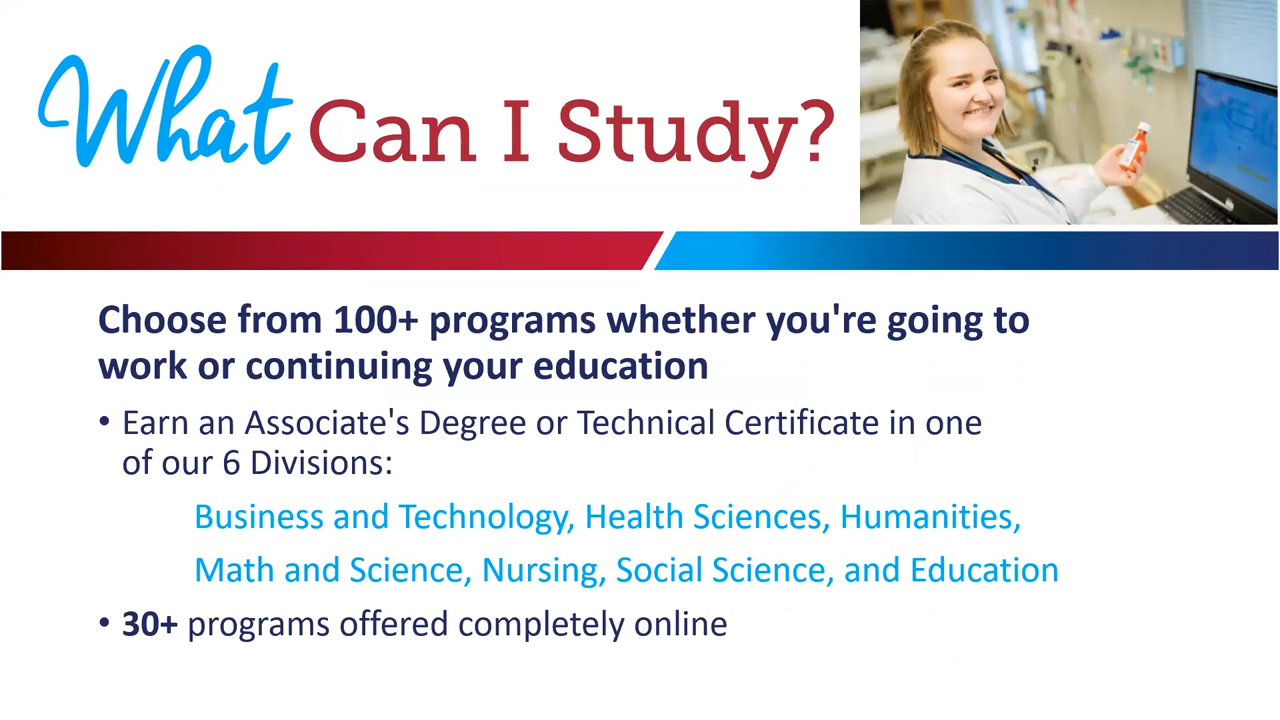 What Can I Study?
Choose from 100+ programs whether you're going to
work or continuing your education
• Earn an Associate's Degree or Technical Certificate in one
of our 6 Divisions:
Business and Technology, Health Sciences, Humanities,
Math and Science, Nursing, Social Science, and Education
• 30+ programs offered completely online